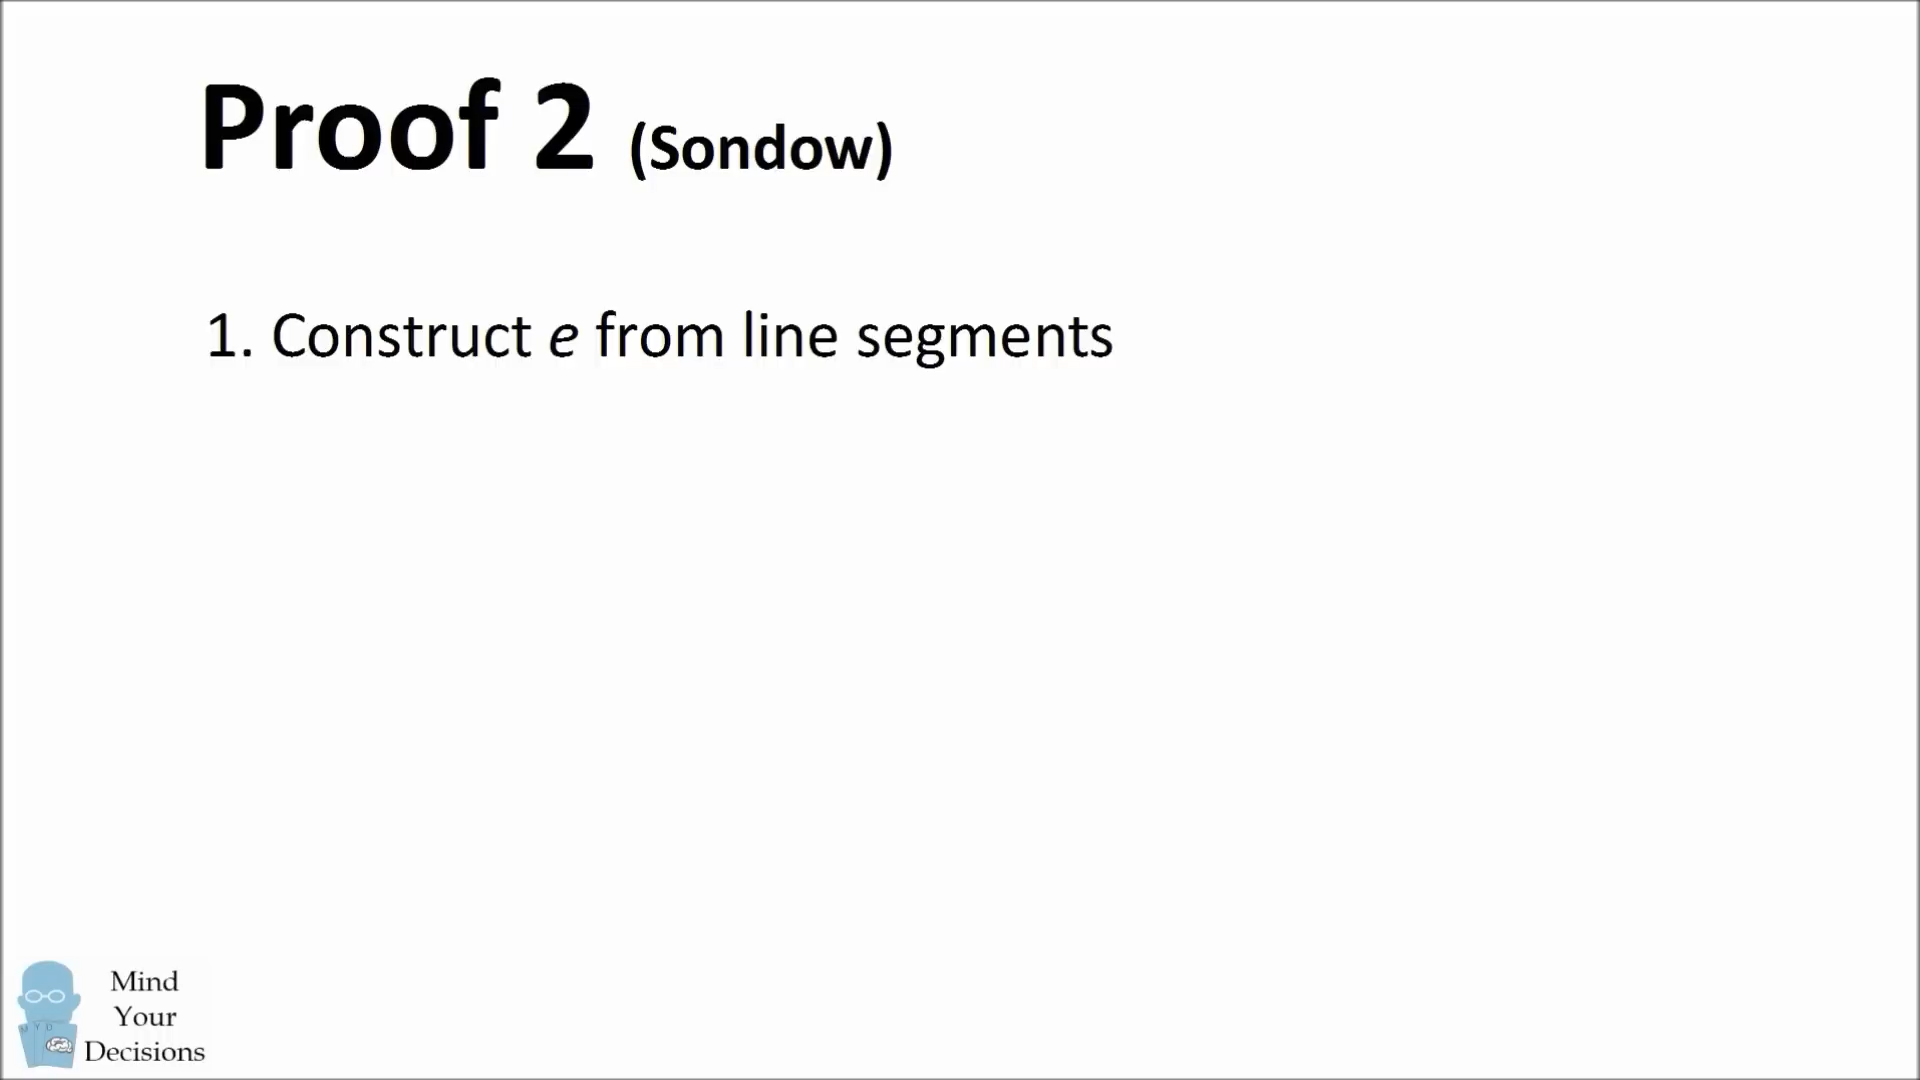 Proof 2 (Sondow)
1. Construct e from line segments
M Y D
Mind
Your
Decisions